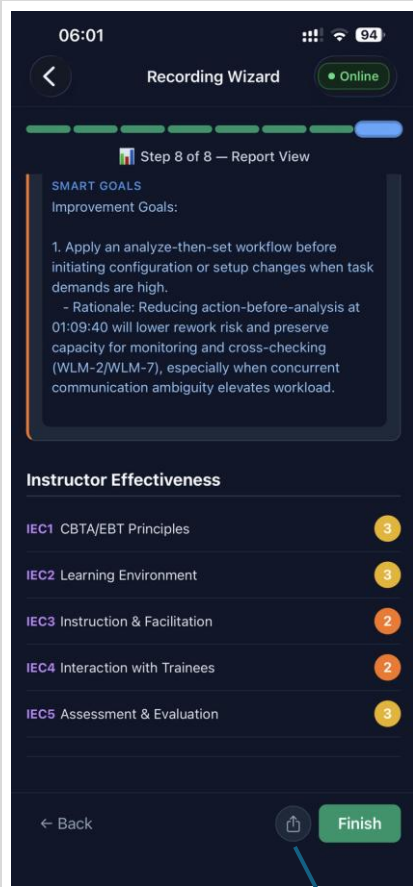 06:01
94
Recording Wizard
Online
Step 8 of 8 — Report View
SMART GOALS
Improvement Goals:
1. Apply an analyze-then-set workflow before
initiating configuration or setup changes when task
demands are high.
- Rationale: Reducing action-before-analysis at
01:09:40 will lower rework risk and preserve
capacity for monitoring and cross-checking
(WLM-2/WLM-7), especially when concurrent
communication ambiguity elevates workload.
Instructor Effectiveness
IEC1 CBTA/EBT Principles 3
IEC2 Learning Environment 3
IEC3 Instruction & Facilitation 2
IEC4 Interaction with Trainees 2
IEC5 Assessment & Evaluation 3
← Back
Finish